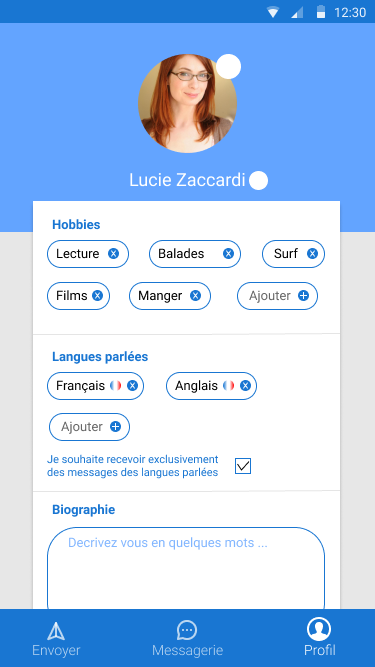 12:30
Lucie Zaccardi
Hobbies
Lecture x Balades x Surf x
Films x Manger x Ajouter +
Langues parlées
Français x Anglais x
Ajouter +
Je souhaite recevoir exclusivement
des messages des langues parlées
Biographie
Decrivez vous en quelques mots ...
Envoyer Messagerie Profil